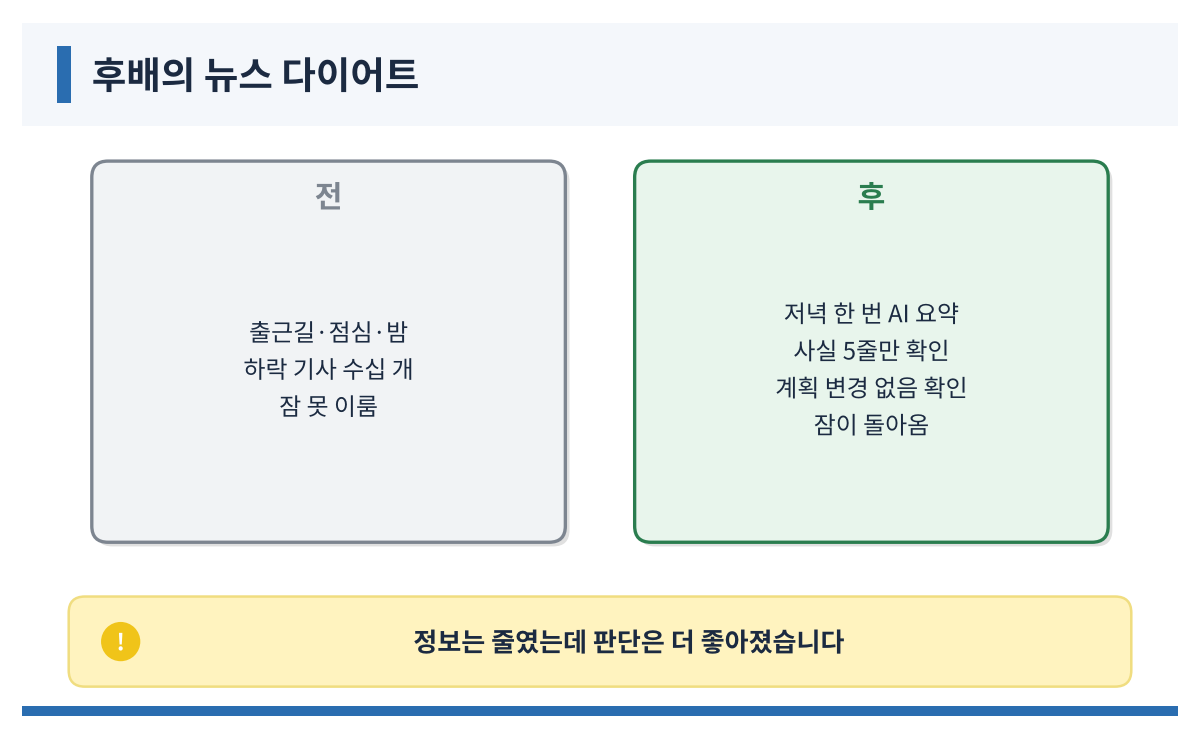 후배의 뉴스 다이어트
전
출근길·점심·밤
하락 기사 수십 개
잠 못 이룸
후
저녁 한 번 AI 요약
사실 5줄만 확인
계획 변경 없음 확인
잠이 돌아옴
!
정보는 줄였는데 판단은 더 좋아졌습니다